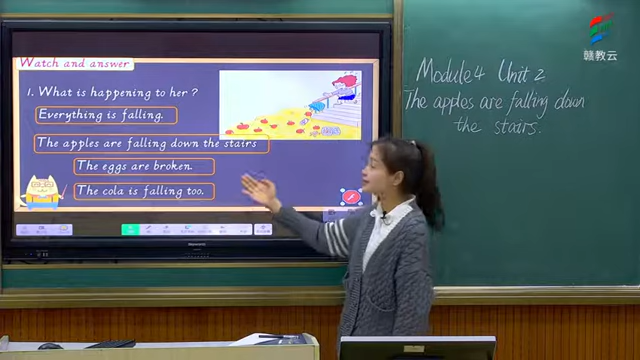 Watch and answer
1. What is happening to her?
Everything is falling.
The apples are falling down the stairs
The eggs are broken.
The cola is falling too.
Module 4 Unit 2
The apples are falling down
the stairs.
赣教云